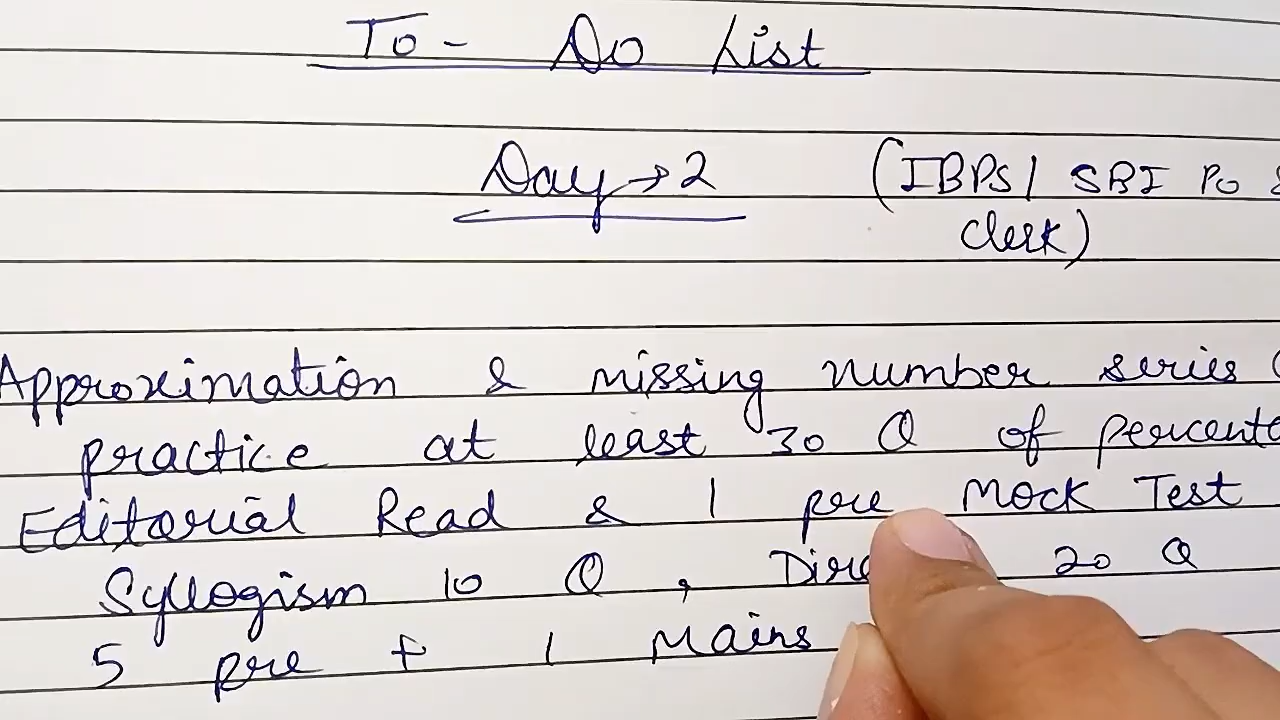 To - Do List
Day → 2 (IBPS/ SBI PO &
Clerk)
Approximation & missing number series (
practice at least 30 Q of percenta
Editorial Read & 1 pre Mock Test
Syllogism 10 Q , Dire 20 Q
5 pre + 1 Mains